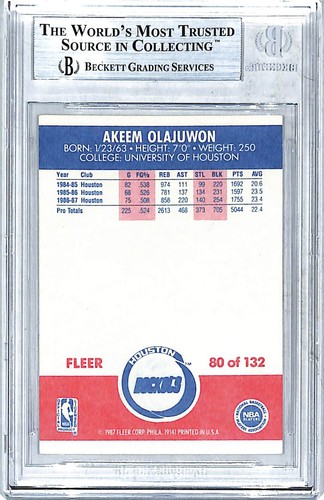 THE WORLD'S MOST TRUSTED
SOURCE IN COLLECTING™
BECKETT GRADING SERVICES
AKEEM OLAJUWON
BORN: 1/23/63 • HEIGHT: 7'0" • WEIGHT: 250
COLLEGE: UNIVERSITY OF HOUSTON
Year Club G FG% REB AST STL BLK PTS AVG
1984-85 Houston 82 .538 974 111 99 220 1692 20.6
1985-86 Houston 68 .526 781 137 134 231 1597 23.5
1986-87 Houston 75 .508 858 220 140 254 1755 23.4
Pro Totals 225 .524 2613 468 373 705 5044 22.4
FLEER
HOUSTON
ROCKETS
80 of 132
NBA
NBA
PLAYERS
© 1987 FLEER CORP. PHILA. 19141 PRINTED IN U.S.A.